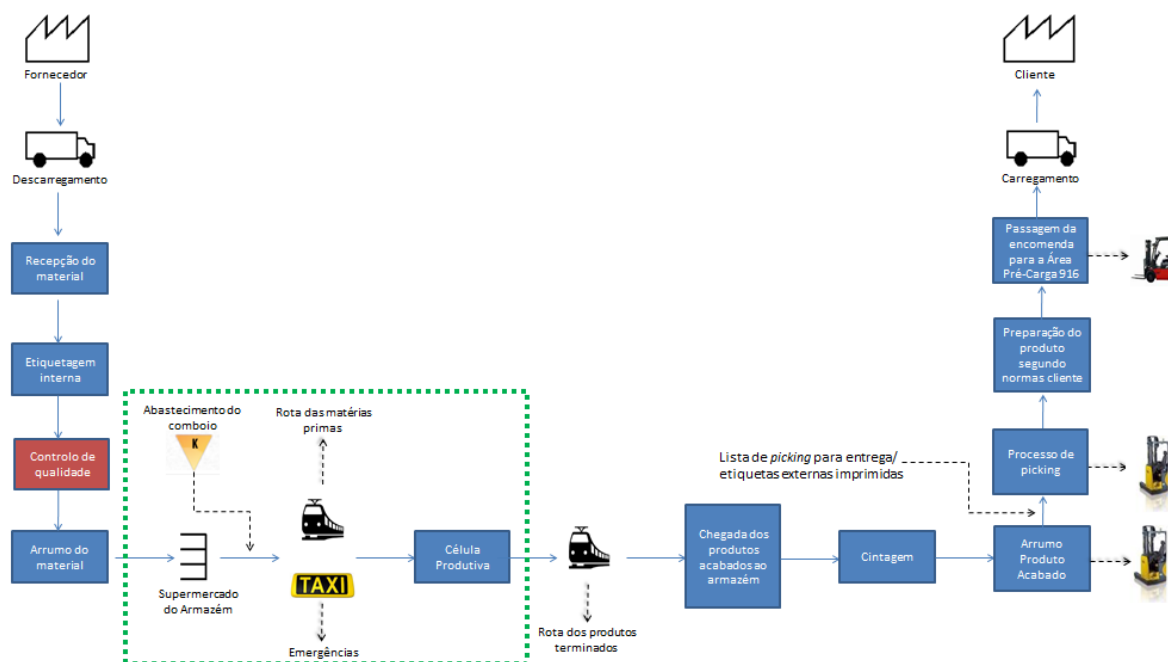 Fornecedor
Descarregamento
Recepção do
material
Etiquetagem
interna
Controlo de
qualidade
Arrumo do
material
Abastecimento do
comboio
K
Rota das matérias
primas
Supermercado
do Armazém
TAXI
Emergências
Célula
Produtiva
Rota dos produtos
terminados
Chegada dos
produtos
acabados ao
armazém
Cintagem
Arrumo
Produto
Acabado
Lista de picking para entrega/
etiquetas externas imprimidas
Processo de
picking
Preparação do
produto
segundo
normas cliente
Passagem da
encomenda
para a Área
Pré-Carga 916
Carregamento
Cliente